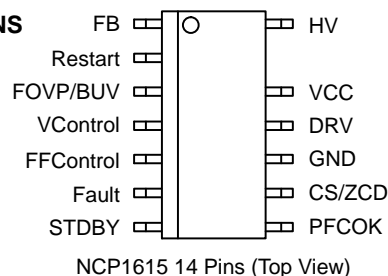 NS
FB HV
Restart
FOVP/BUV VCC
VControl DRV
FFControl GND
Fault CS/ZCD
STDBY PFCOK
NCP1615 14 Pins (Top View)